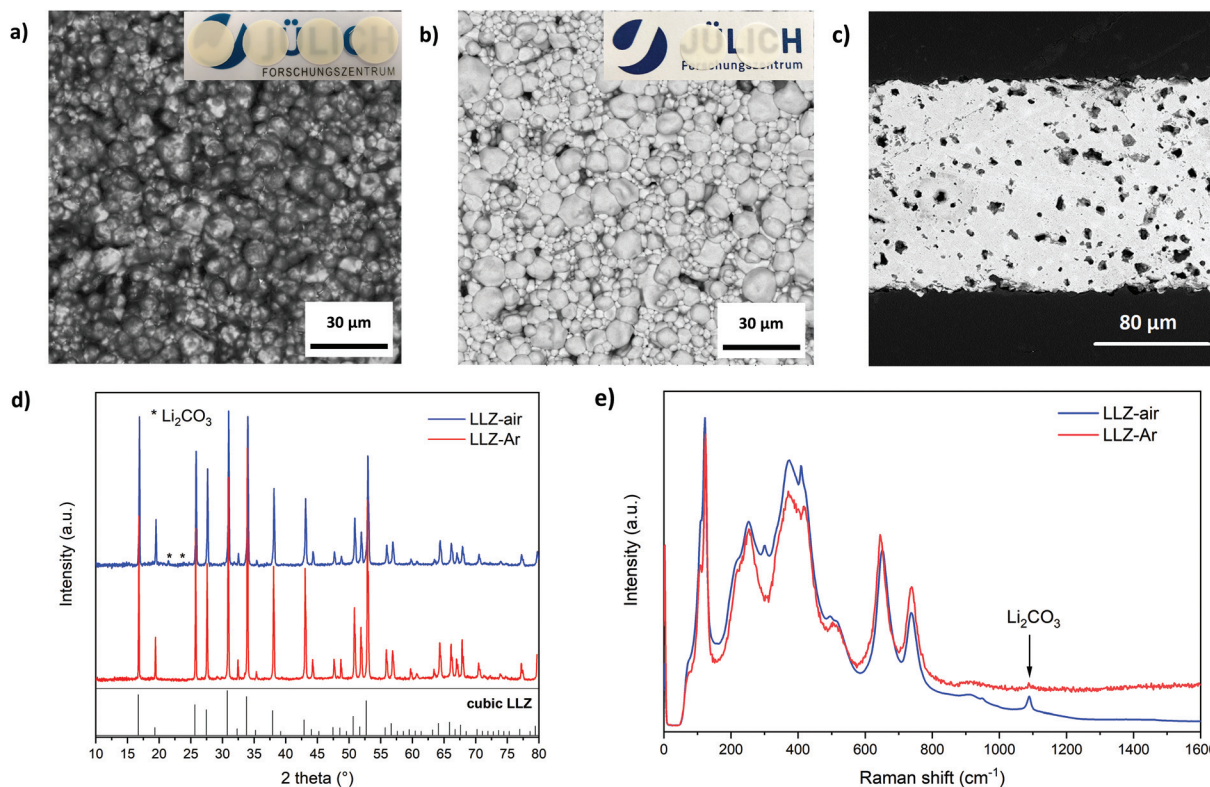 a)
JÜLICH
FORSCHUNGSZENTRUM
30 µm
b)
JÜLICH
Forschungszentrum
30 µm
c)
80 µm
d)
* Li₂CO₃
LLZ-air
LLZ-Ar
* *
cubic LLZ
Intensity (a.u.)
10 15 20 25 30 35 40 45 50 55 60 65 70 75 80
2 theta (°)
e)
LLZ-air
LLZ-Ar
Li₂CO₃
Intensity (a.u.)
0 200 400 600 800 1000 1200 1400 1600
Raman shift (cm⁻¹)